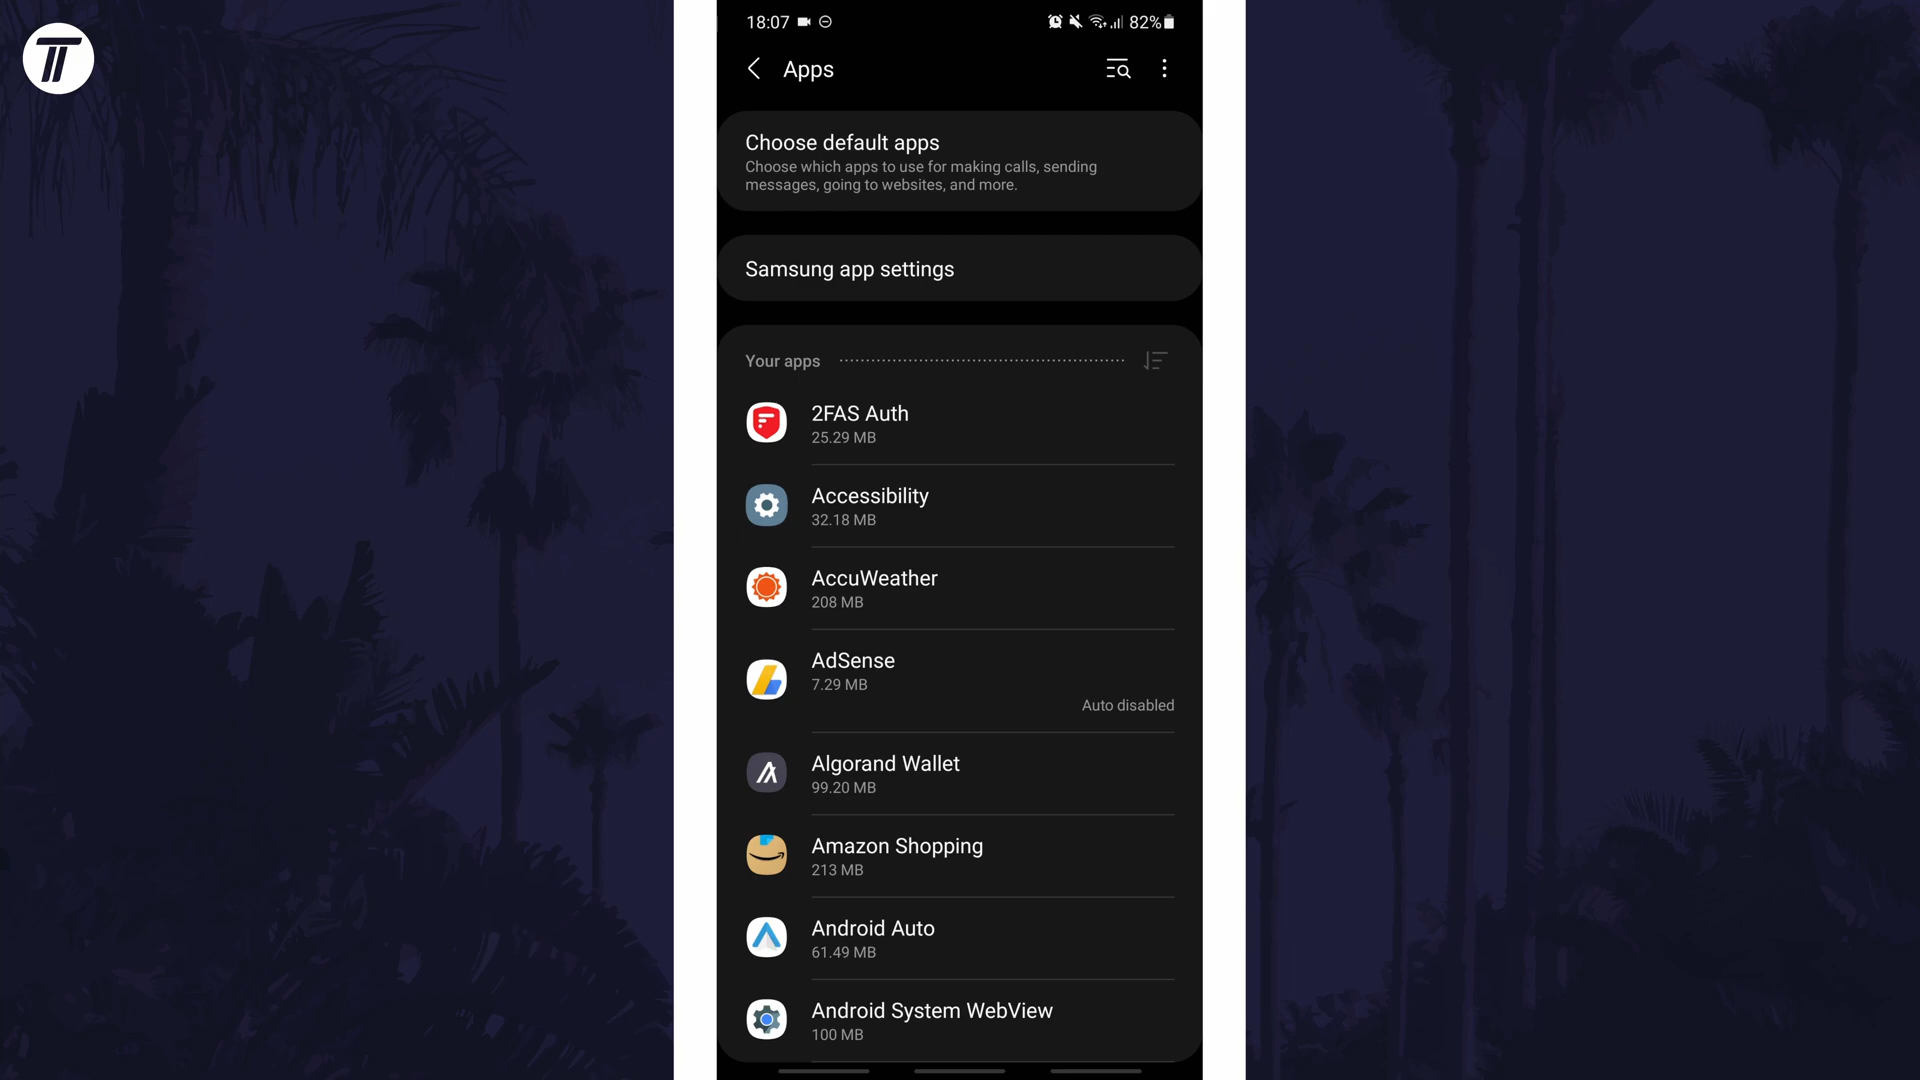 T
18:07
82%
Apps
Choose default apps
Choose which apps to use for making calls, sending
messages, going to websites, and more.
Samsung app settings
Your apps
2FAS Auth
25.29 MB
Accessibility
32.18 MB
AccuWeather
208 MB
AdSense
7.29 MB
Auto disabled
Algorand Wallet
99.20 MB
Amazon Shopping
213 MB
Android Auto
61.49 MB
Android System WebView
100 MB